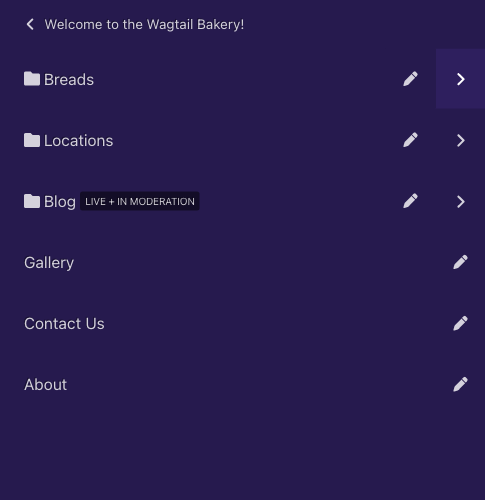 Welcome to the Wagtail Bakery!
Breads
Locations
Blog LIVE + IN MODERATION
Gallery
Contact Us
About